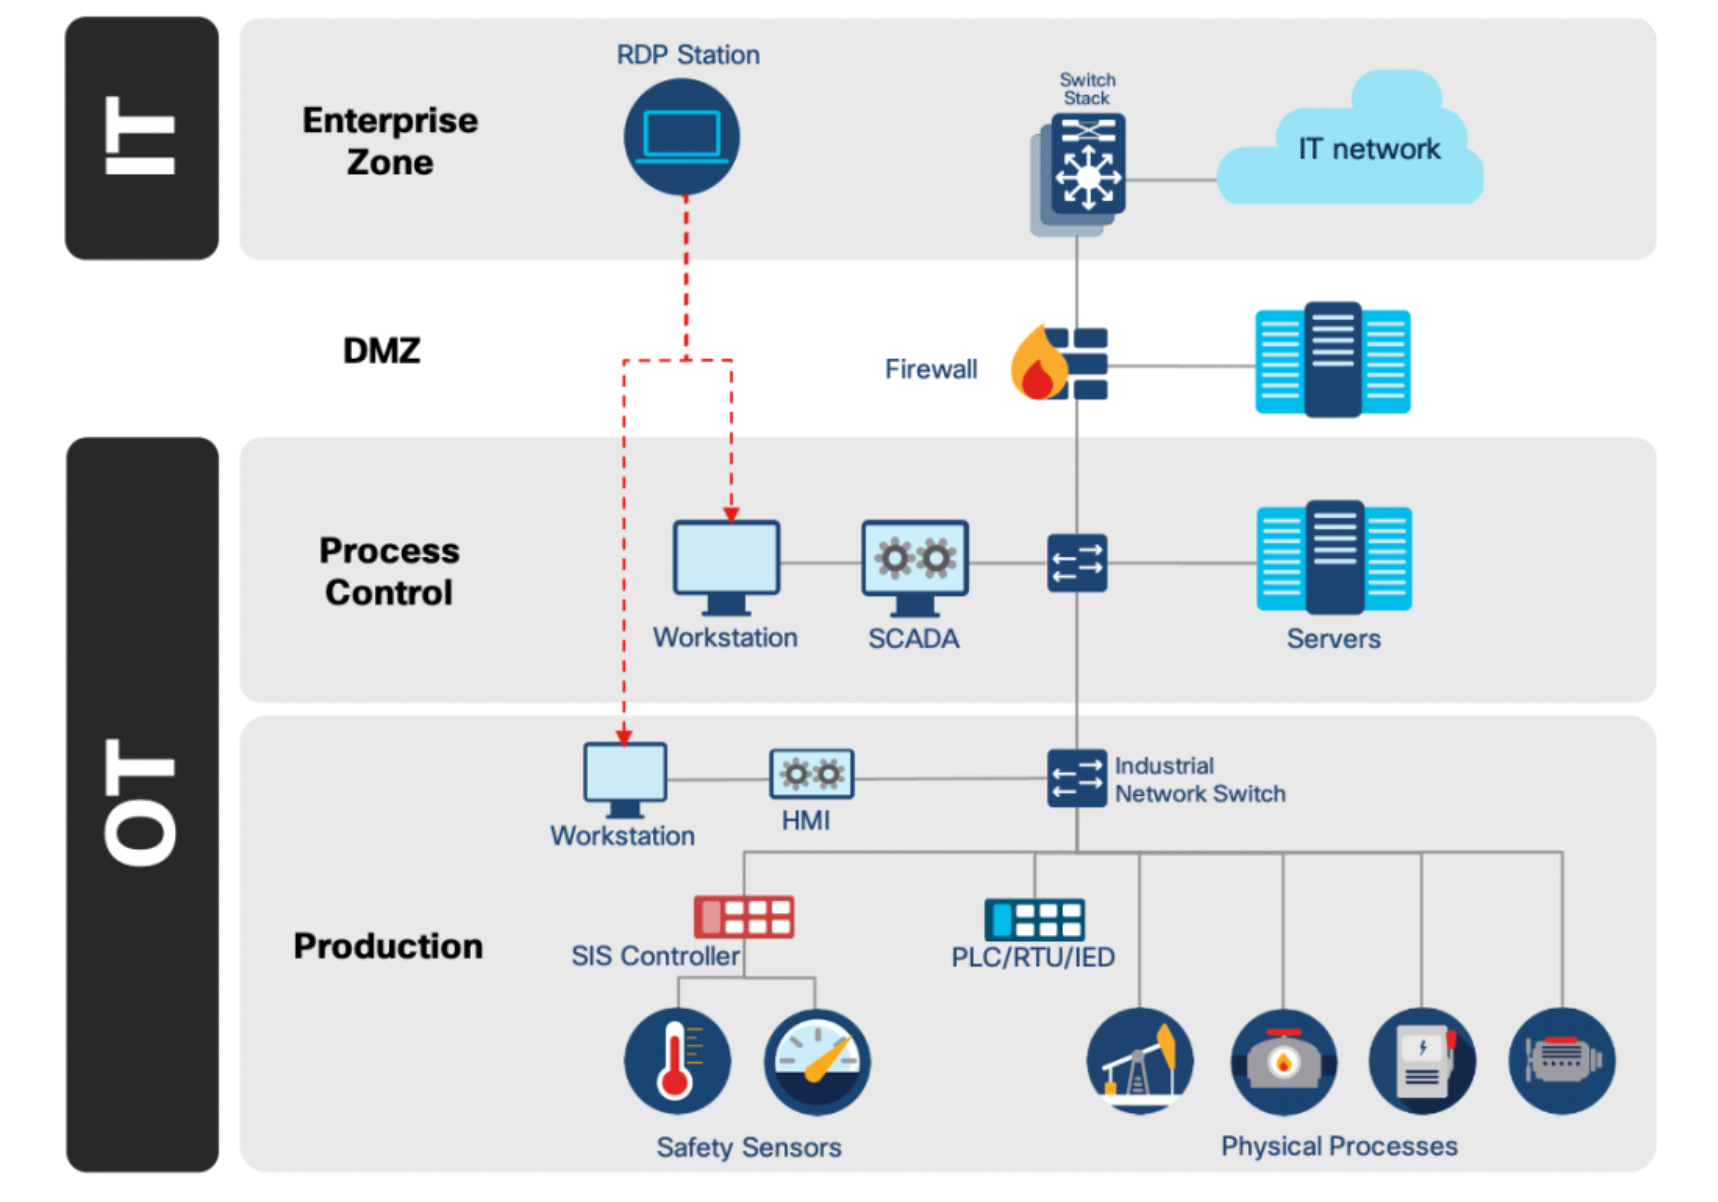 IT
Enterprise
Zone
RDP Station
Switch
Stack
IT network
DMZ
Firewall
OT
Process
Control
Workstation
SCADA
Servers
Workstation
HMI
Industrial
Network Switch
Production
SIS Controller
PLC/RTU/IED
Safety Sensors
Physical Processes